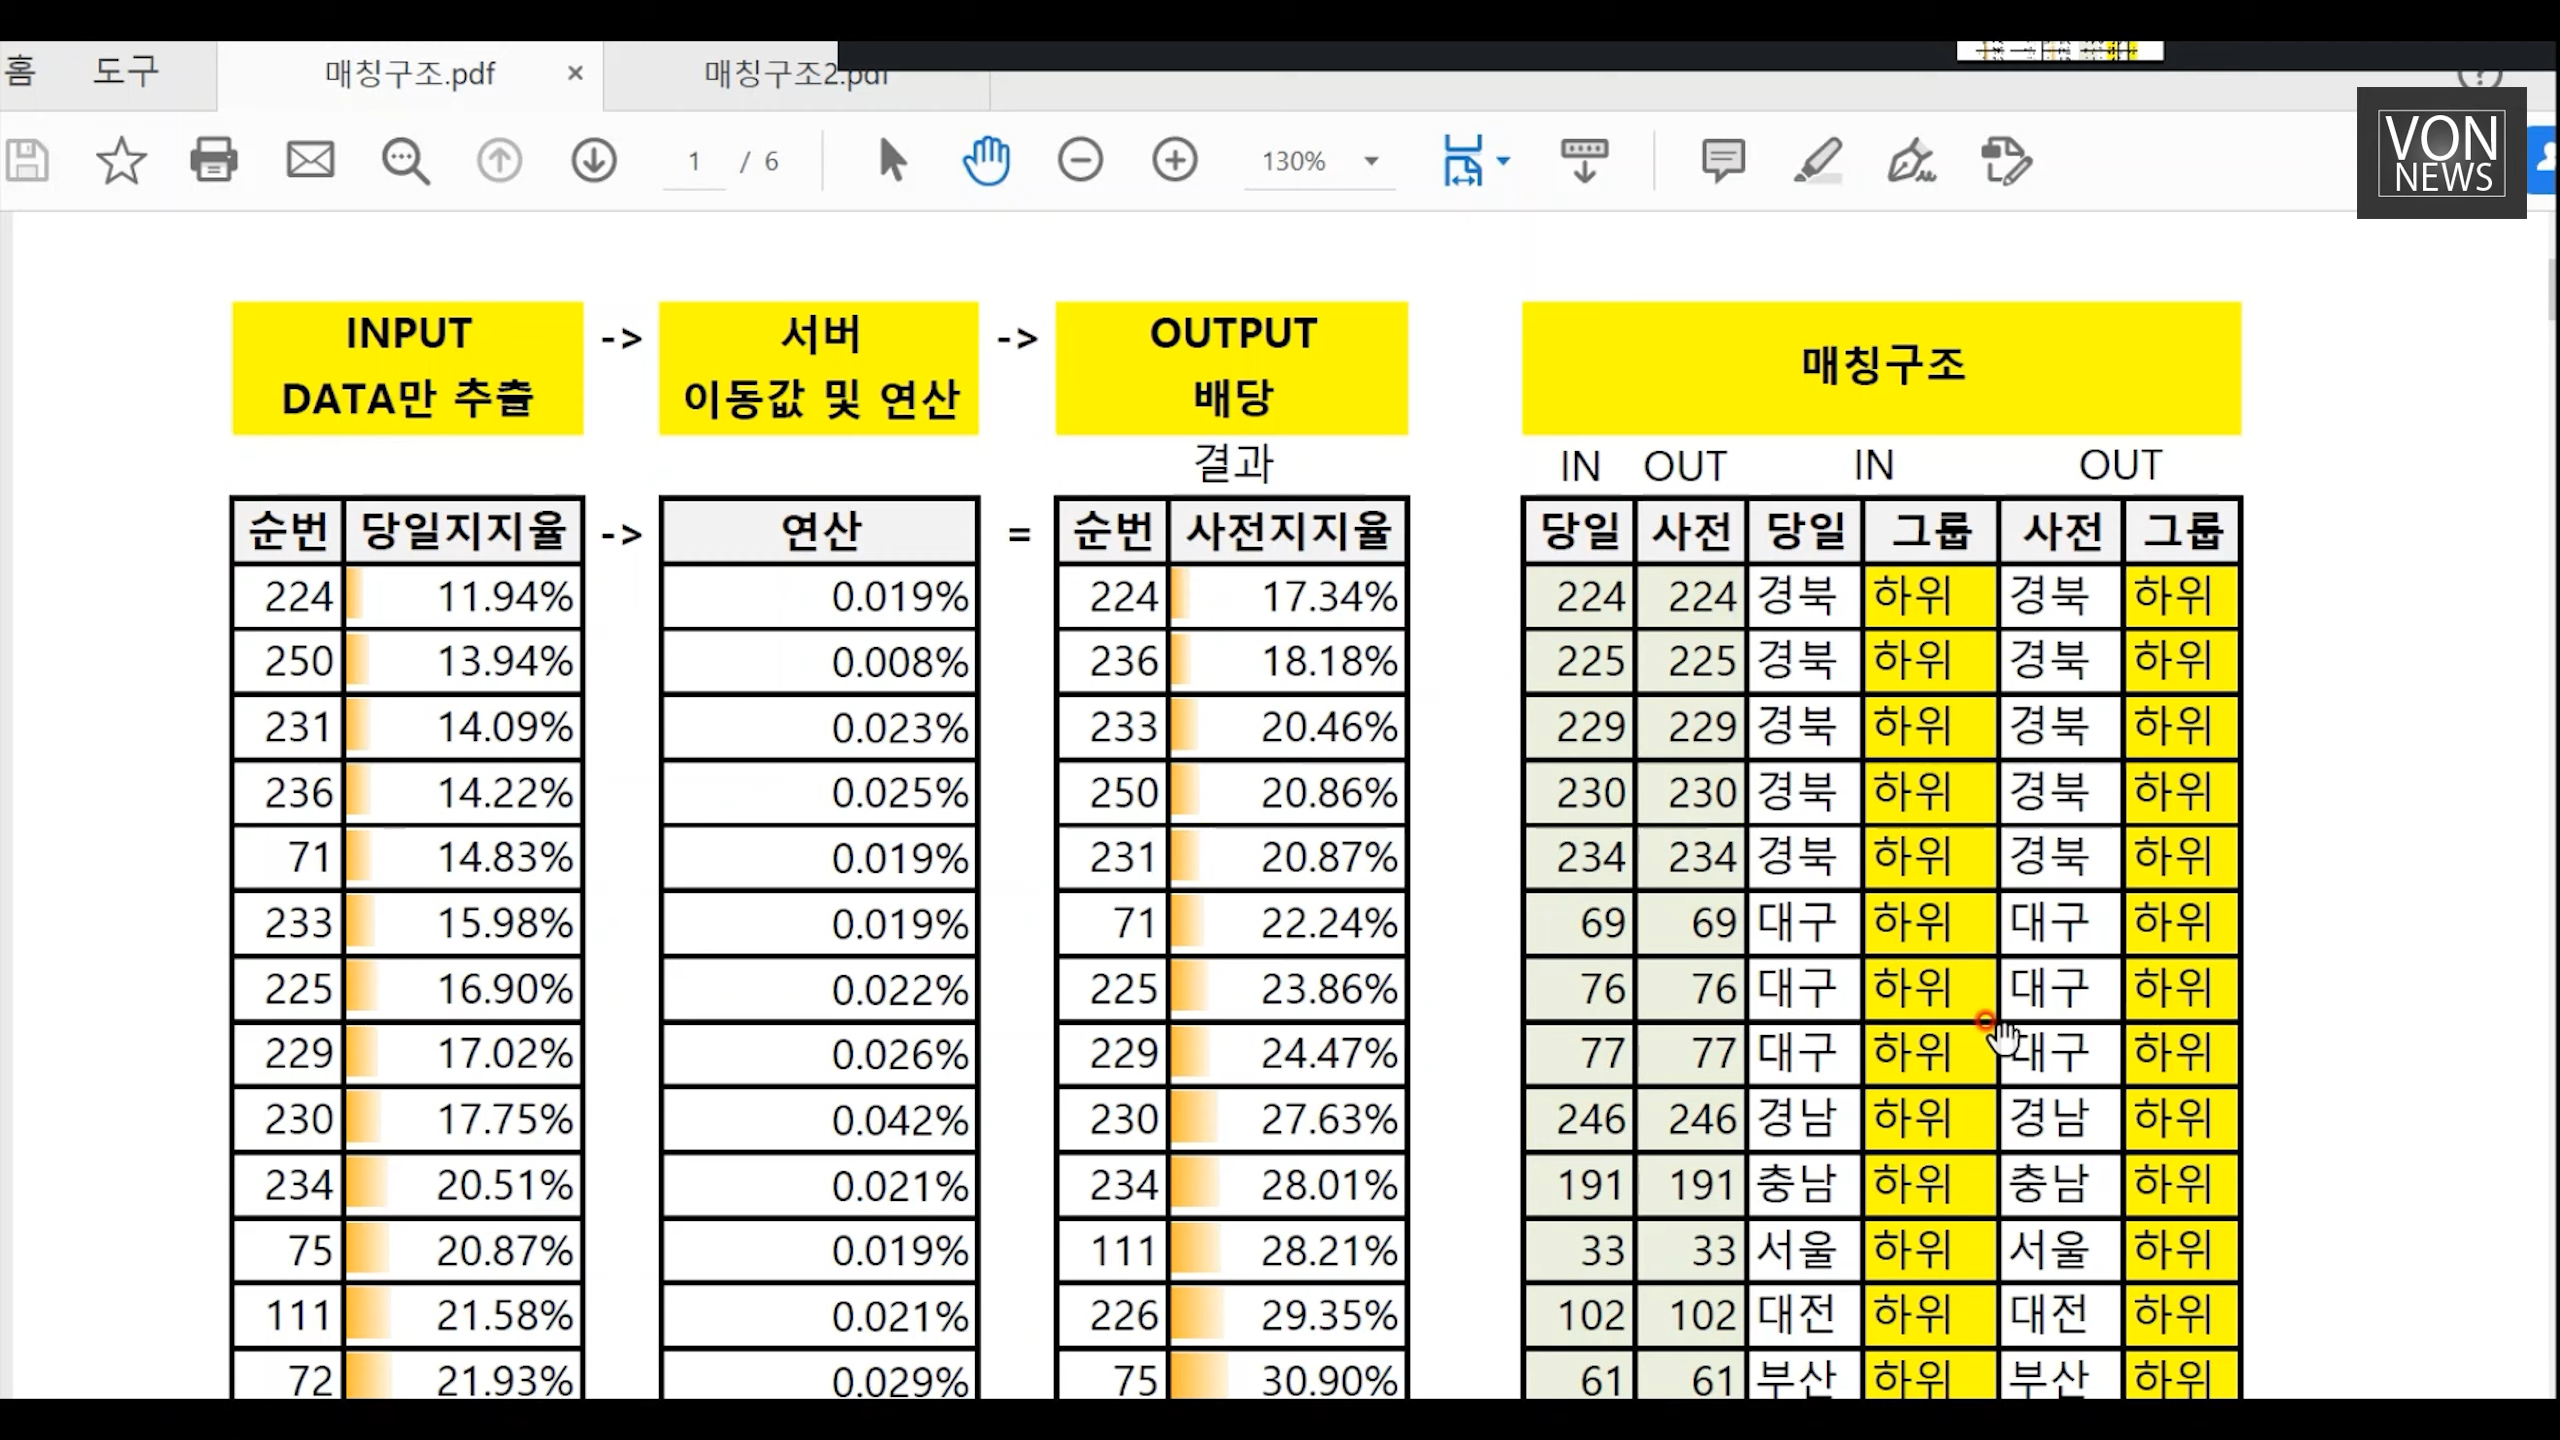 홈 도구 매칭구조.pdf × 매칭구조2.pdf
1 / 6 130%
VON
NEWS
INPUT -> 서버 -> OUTPUT 매칭구조
DATA만 추출 이동값 및 연산 배당
결과 IN OUT IN OUT
순번 당일지지율 -> 연산 = 순번 사전지지율 당일 사전 당일 그룹 사전 그룹
224 11.94% 0.019% 224 17.34% 224 224 경북 하위 경북 하위
250 13.94% 0.008% 236 18.18% 225 225 경북 하위 경북 하위
231 14.09% 0.023% 233 20.46% 229 229 경북 하위 경북 하위
236 14.22% 0.025% 250 20.86% 230 230 경북 하위 경북 하위
71 14.83% 0.019% 231 20.87% 234 234 경북 하위 경북 하위
233 15.98% 0.019% 71 22.24% 69 69 대구 하위 대구 하위
225 16.90% 0.022% 225 23.86% 76 76 대구 하위 대구 하위
229 17.02% 0.026% 229 24.47% 77 77 대구 하위 대구 하위
230 17.75% 0.042% 230 27.63% 246 246 경남 하위 경남 하위
234 20.51% 0.021% 234 28.01% 191 191 충남 하위 충남 하위
75 20.87% 0.019% 111 28.21% 33 33 서울 하위 서울 하위
111 21.58% 0.021% 226 29.35% 102 102 대전 하위 대전 하위
72 21.93% 0.029% 75 30.90% 61 61 부산 하위 부산 하위